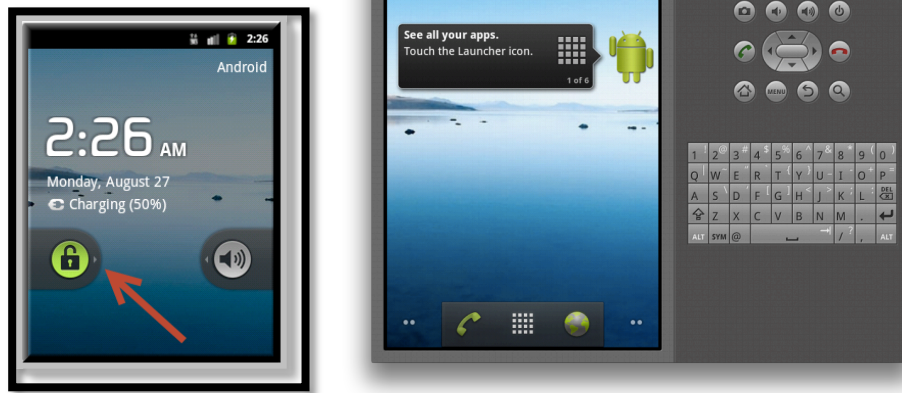 2:26
Android
2:26 AM
Monday, August 27
Charging (50%)
See all your apps.
Touch the Launcher icon.
1 of 6
MENU
1 ! 2 @ 3 # 4 $ 5 % 6 ^ 7 & 8 * 9 ( 0 )
Q | W ~ E " R ` T { Y } U _ I - O + P =
A S \ D ' F [ G ] H < J > K ; L : DEL
Z X C V B N M .
ALT SYM @ / ? , ALT